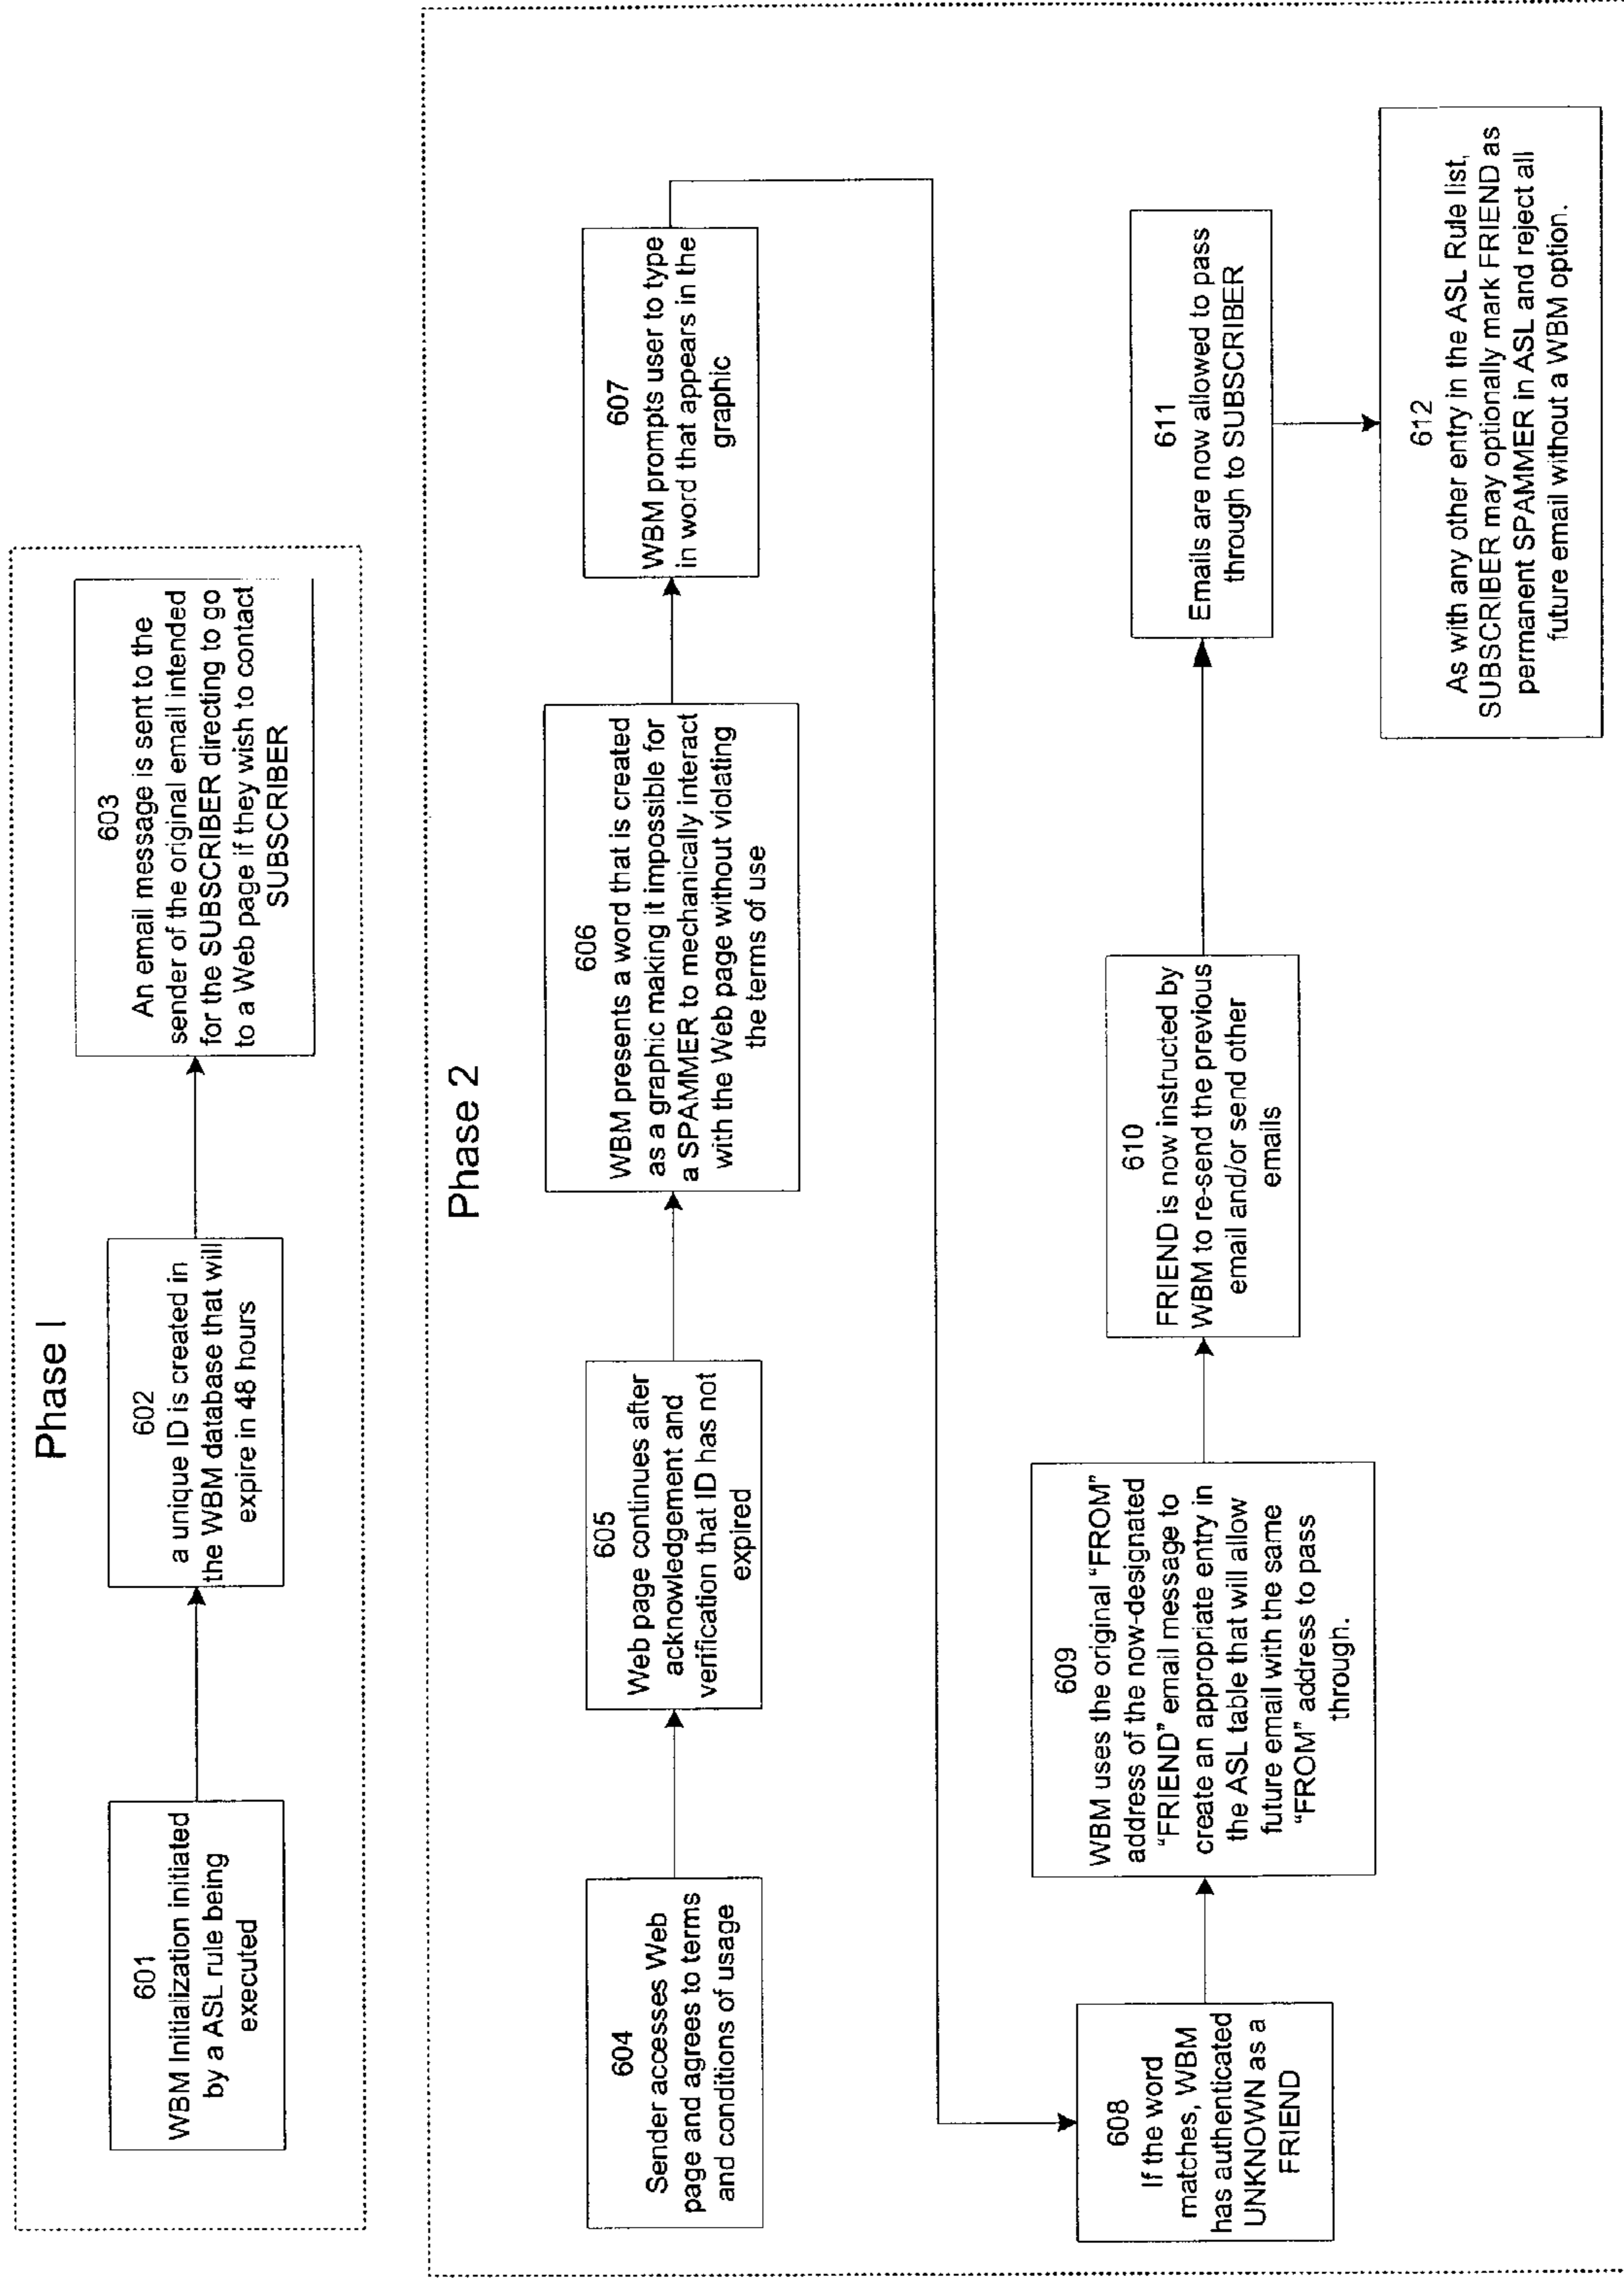 Phase I
601
WBM Initialization initiated
by a ASL rule being
executed
602
a unique ID is created in
the WBM database that will
expire in 48 hours
603
An email message is sent to the
sender of the original email intended
for the SUBSCRIBER directing to go
to a Web page if they wish to contact
SUBSCRIBER
Phase 2
604
Sender accesses Web
page and agrees to terms
and conditions of usage
605
Web page continues after
acknowledgement and
verification that ID has not
expired
606
WBM presents a word that is created
as a graphic making it impossible for
a SPAMMER to mechanically interact
with the Web page without violating
the terms of use
607
WBM prompts user to type
in word that appears in the
graphic
608
If the word
matches, WBM
has authenticated
UNKNOWN as a
FRIEND
609
WBM uses the original “FROM”
address of the now-designated
“FRIEND” email message to
create an appropriate entry in
the ASL table that will allow
future email with the same
“FROM” address to pass
through.
610
FRIEND is now instructed by
WBM to re-send the previous
email and/or send other
emails
611
Emails are now allowed to pass
through to SUBSCRIBER
612
As with any other entry in the ASL Rule list,
SUBSCRIBER may optionally mark FRIEND as
permanent SPAMMER in ASL and reject all
future email without a WBM option.